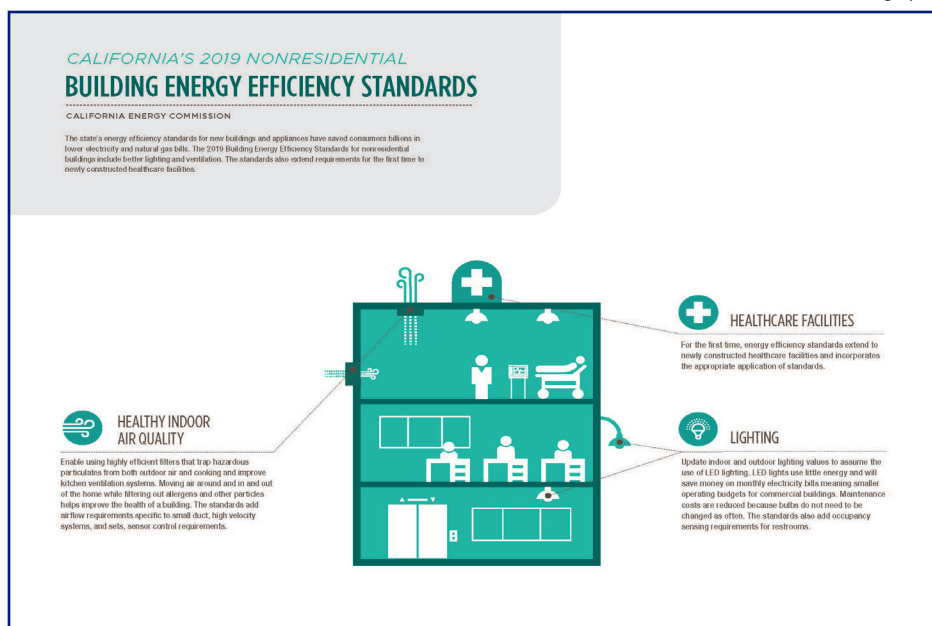 CALIFORNIA'S 2019 NONRESIDENTIAL
BUILDING ENERGY EFFICIENCY STANDARDS
CALIFORNIA ENERGY COMMISSION
The state's energy efficiency standards for new buildings and appliances have saved consumers billions in
lower electricity and natural gas bills. The 2019 Building Energy Efficiency Standards for nonresidential
buildings include better lighting and ventilation. The standards also extend requirements for the first time to
newly constructed healthcare facilities.
HEALTHCARE FACILITIES
For the first time, energy efficiency standards extend to
newly constructed healthcare facilities and incorporates
the appropriate application of standards.
HEALTHY INDOOR
AIR QUALITY
Enable using highly efficient filters that trap hazardous
particulates from both outdoor air and cooking and improve
kitchen ventilation systems. Moving air around and in and out
of the home while filtering out allergens and other particles
helps improve the health of a building. The standards add
airflow requirements specific to small duct, high velocity
systems, and sets, sensor control requirements.
LIGHTING
Update indoor and outdoor lighting values to assume the
use of LED lighting. LED lights use little energy and will
save money on monthly electricity bills meaning smaller
operating budgets for commercial buildings. Maintenance
costs are reduced because bulbs do not need to be
changed as often. The standards also add occupancy
sensing requirements for restrooms.